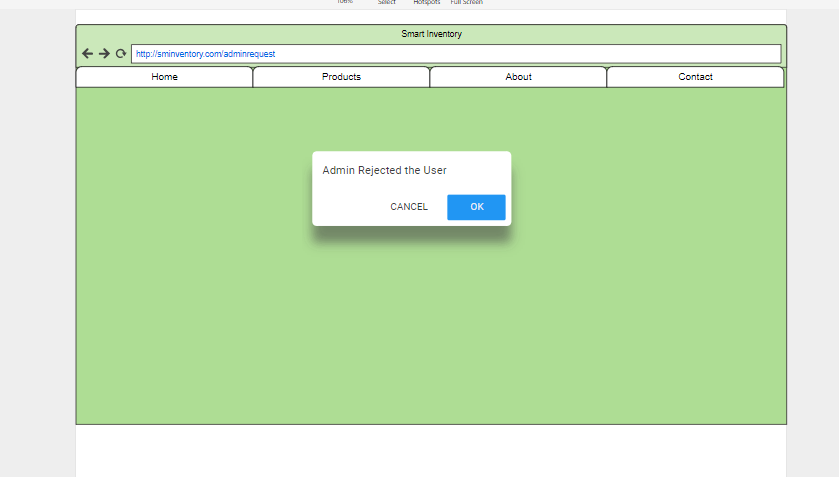 106% Select Hotspots Full Screen
Smart Inventory
http://sminventory.com/adminrequest
Home Products About Contact
Admin Rejected the User
CANCEL OK